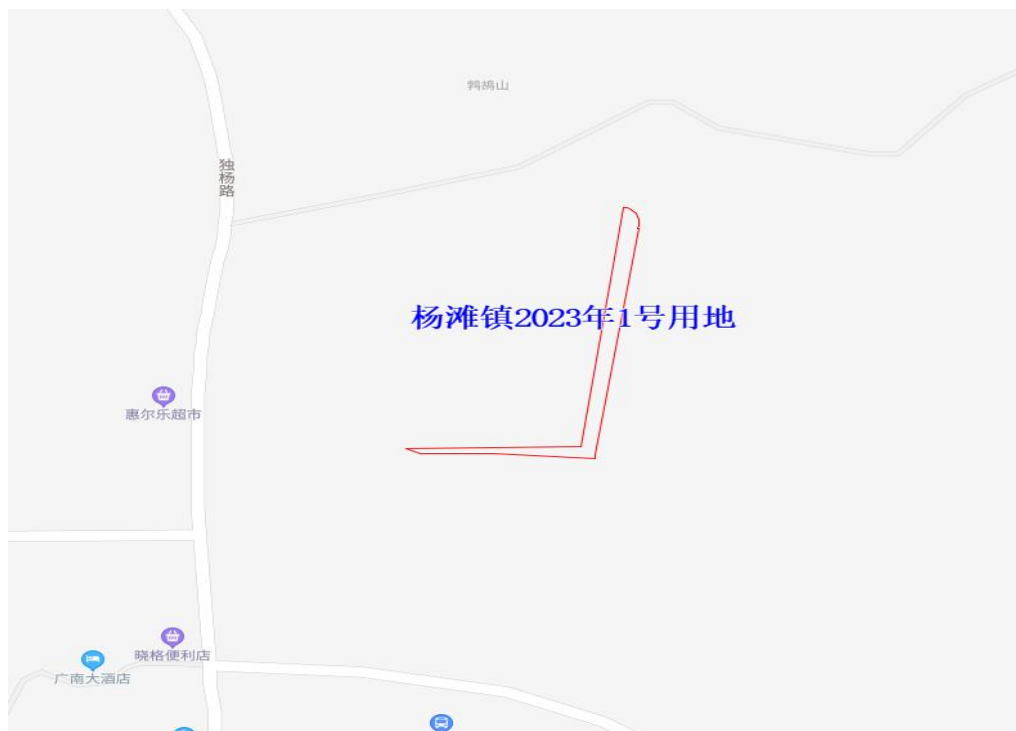 鹁鸪山
独杨路
杨滩镇2023年1号用地
惠尔乐超市
晓格便利店
广南大酒店